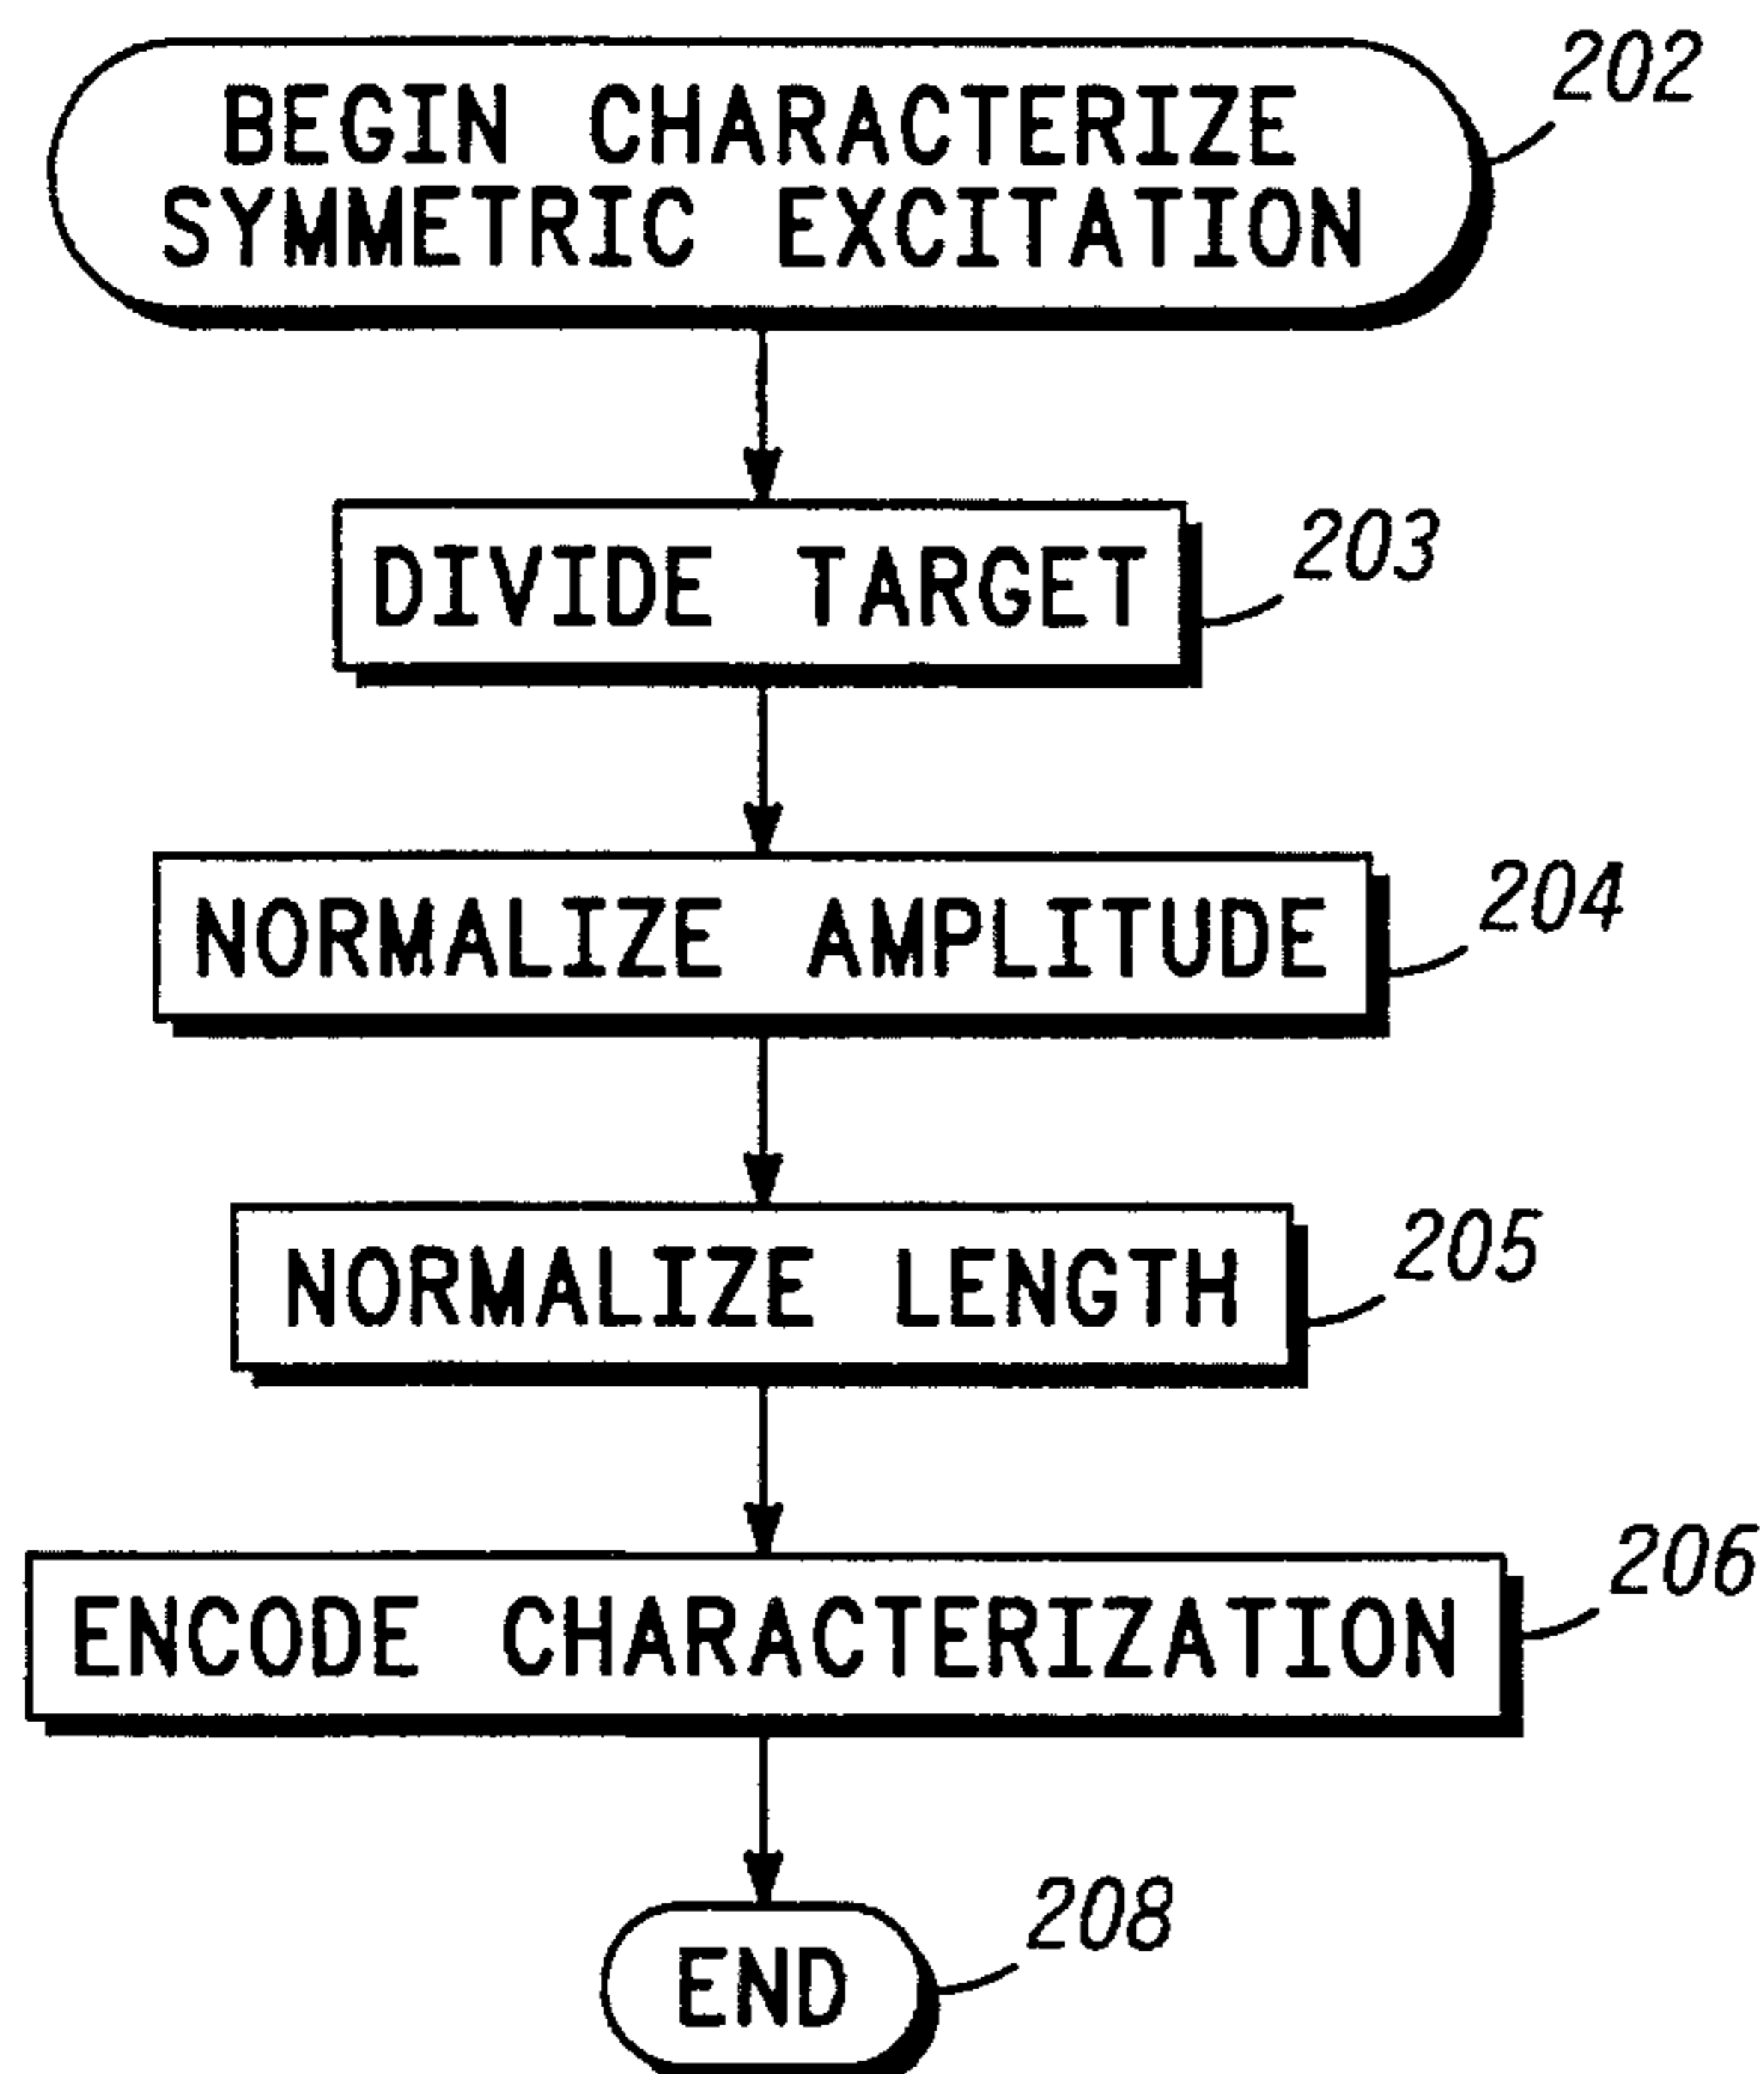 BEGIN CHARACTERIZE
SYMMETRIC EXCITATION
202
DIVIDE TARGET
203
NORMALIZE AMPLITUDE
204
NORMALIZE LENGTH
205
ENCODE CHARACTERIZATION
206
END
208